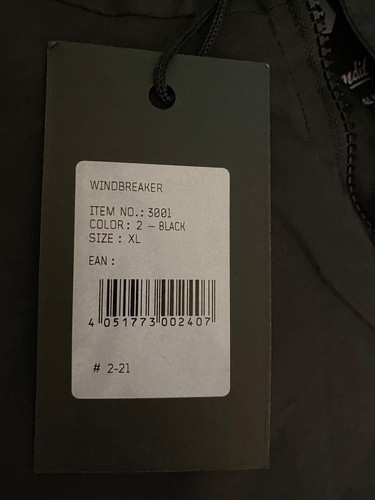 WINDBREAKER
ITEM NO.: 3001
COLOR: 2 – BLACK
SIZE : XL
EAN :
4 051773 002407
# 2-21